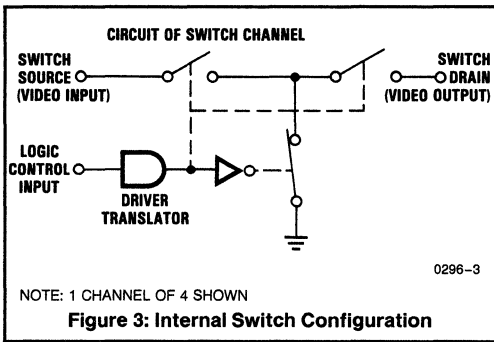 CIRCUIT OF SWITCH CHANNEL
SWITCH
SOURCE
(VIDEO INPUT)
SWITCH
DRAIN
(VIDEO OUTPUT)
LOGIC
CONTROL
INPUT
DRIVER
TRANSLATOR
0296–3
NOTE: 1 CHANNEL OF 4 SHOWN
Figure 3: Internal Switch Configuration